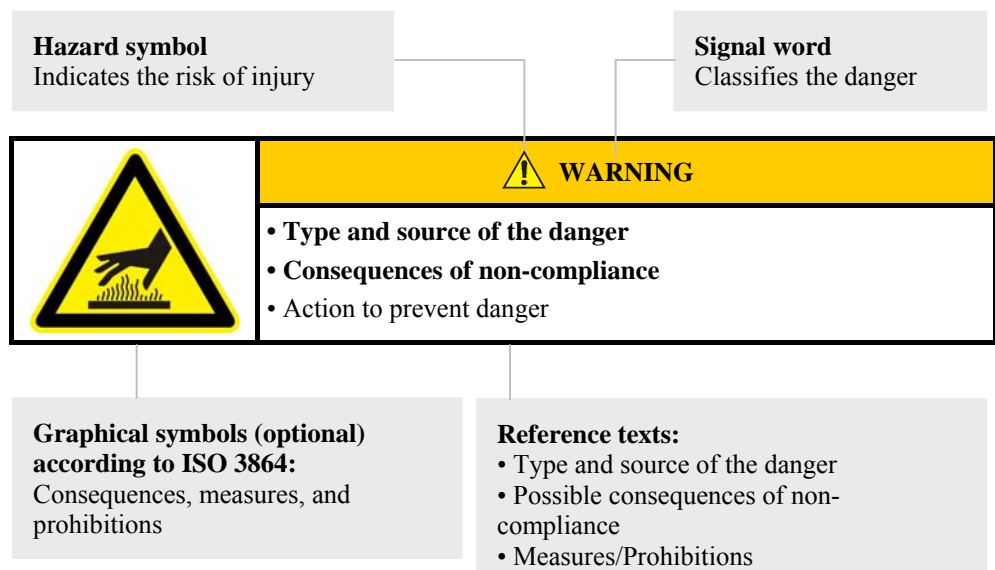 Hazard symbol
Indicates the risk of injury
Signal word
Classifies the danger
WARNING
• Type and source of the danger
• Consequences of non-compliance
• Action to prevent danger
Graphical symbols (optional)
according to ISO 3864:
Consequences, measures, and
prohibitions
Reference texts:
• Type and source of the danger
• Possible consequences of non-
compliance
• Measures/Prohibitions